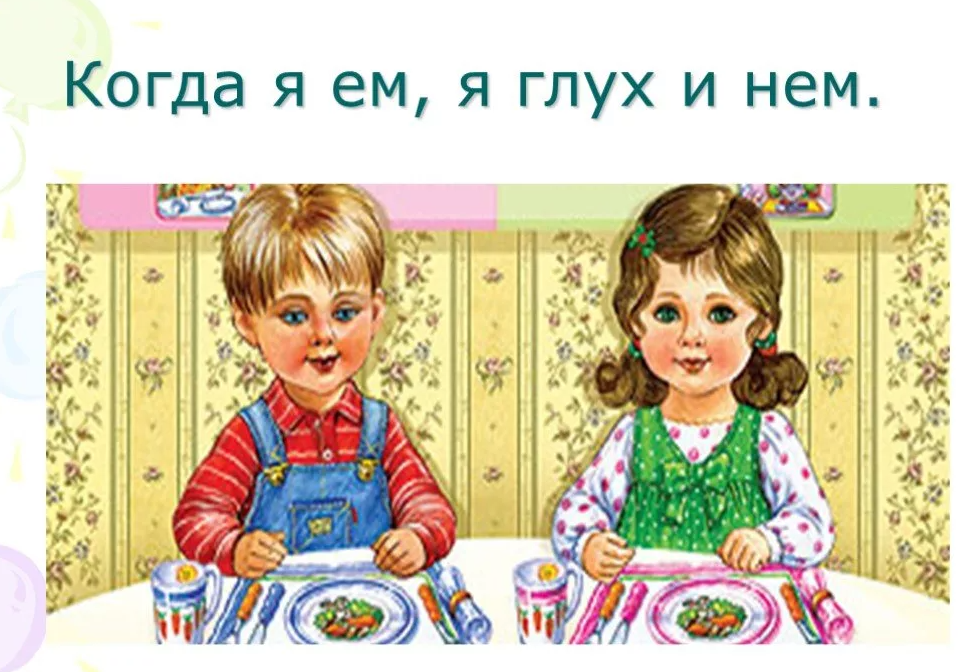 Когда я ем, я глух и нем.